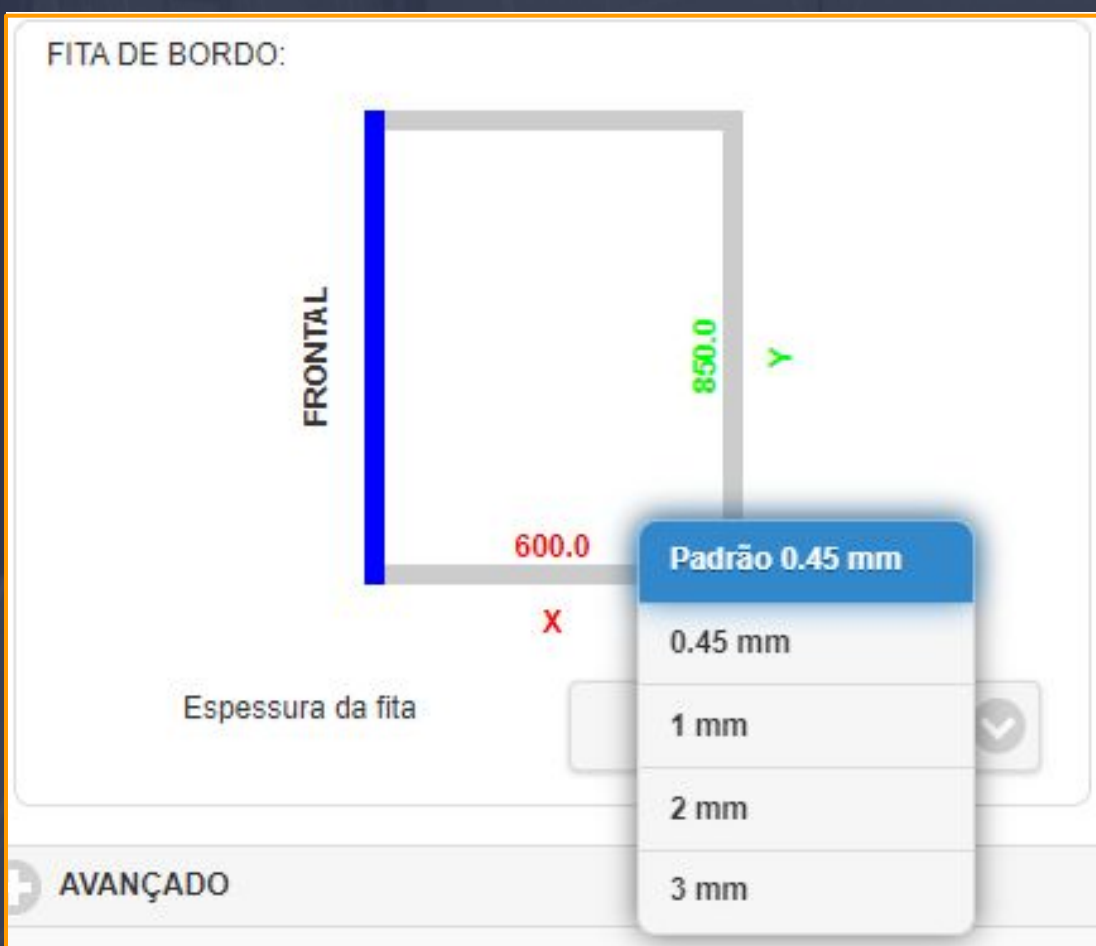 FITA DE BORDO:
FRONTAL
850.0
Y
600.0
X
Espessura da fita
Padrão 0.45 mm
0.45 mm
1 mm
2 mm
3 mm
AVANÇADO